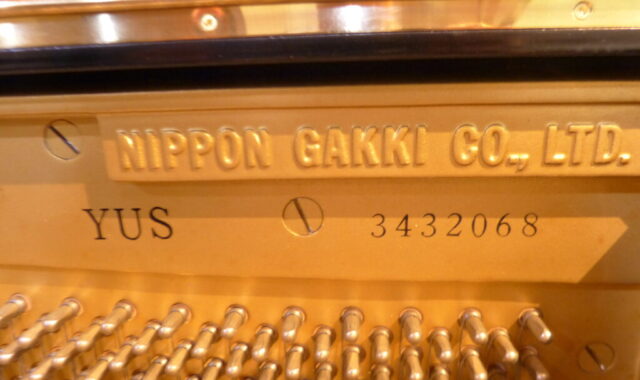 NIPPON GAKKI CO., LTD.
YUS 3432068